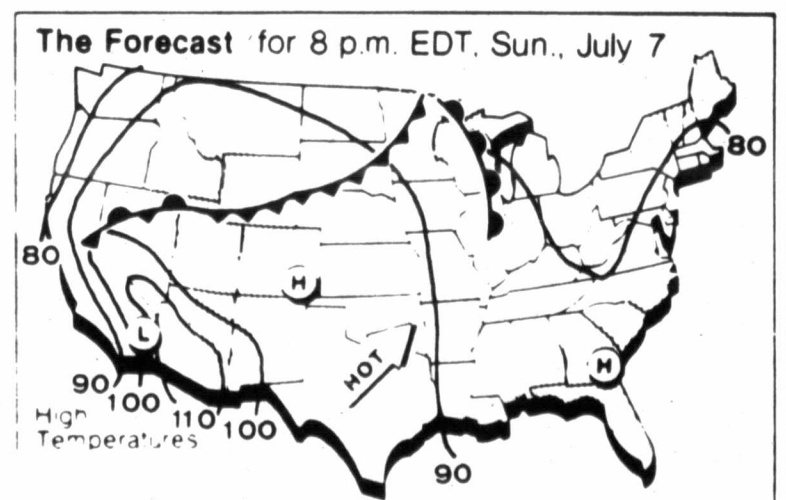 The Forecast for 8 p.m. EDT, Sun., July 7
80
80
H
L
HOT
H
90
100
110
100
High
Temperatures
90